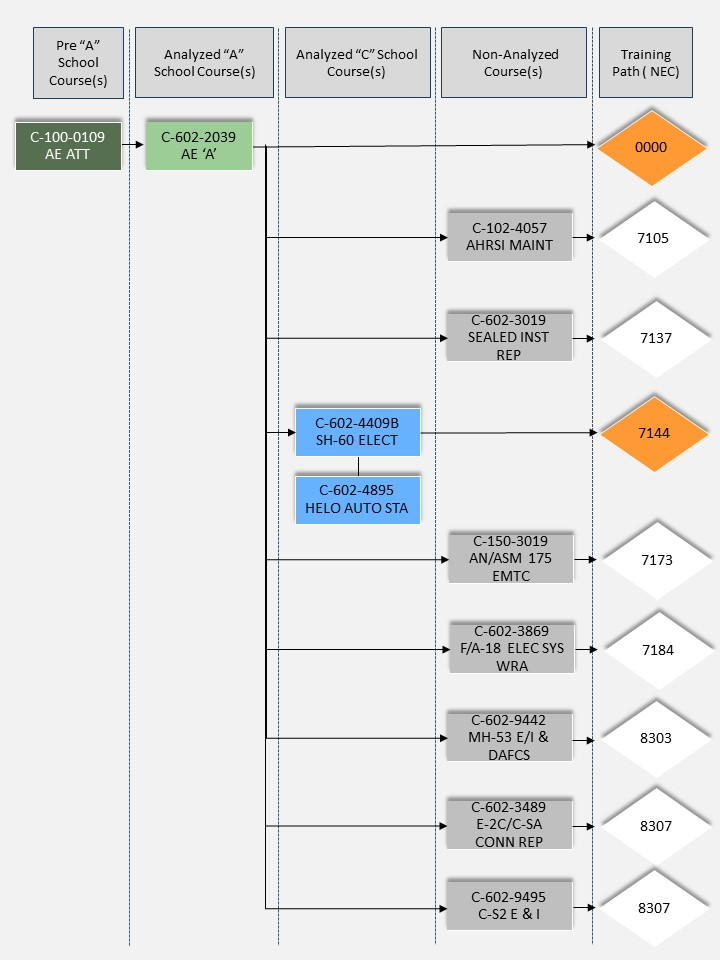 Pre “A”
School
Course(s)
Analyzed “A”
School Course(s)
Analyzed “C” School
Course(s)
Non-Analyzed
Course(s)
Training
Path ( NEC)
C-100-0109
AE ATT
C-602-2039
AE ‘A’
0000
C-102-4057
AHRSI MAINT
7105
C-602-3019
SEALED INST
REP
7137
C-602-4409B
SH-60 ELECT
7144
C-602-4895
HELO AUTO STA
C-150-3019
AN/ASM 175
EMTC
7173
C-602-3869
F/A-18 ELEC SYS
WRA
7184
C-602-9442
MH-53 E/I &
DAFCS
8303
C-602-3489
E-2C/C-SA
CONN REP
8307
C-602-9495
C-S2 E & I
8307